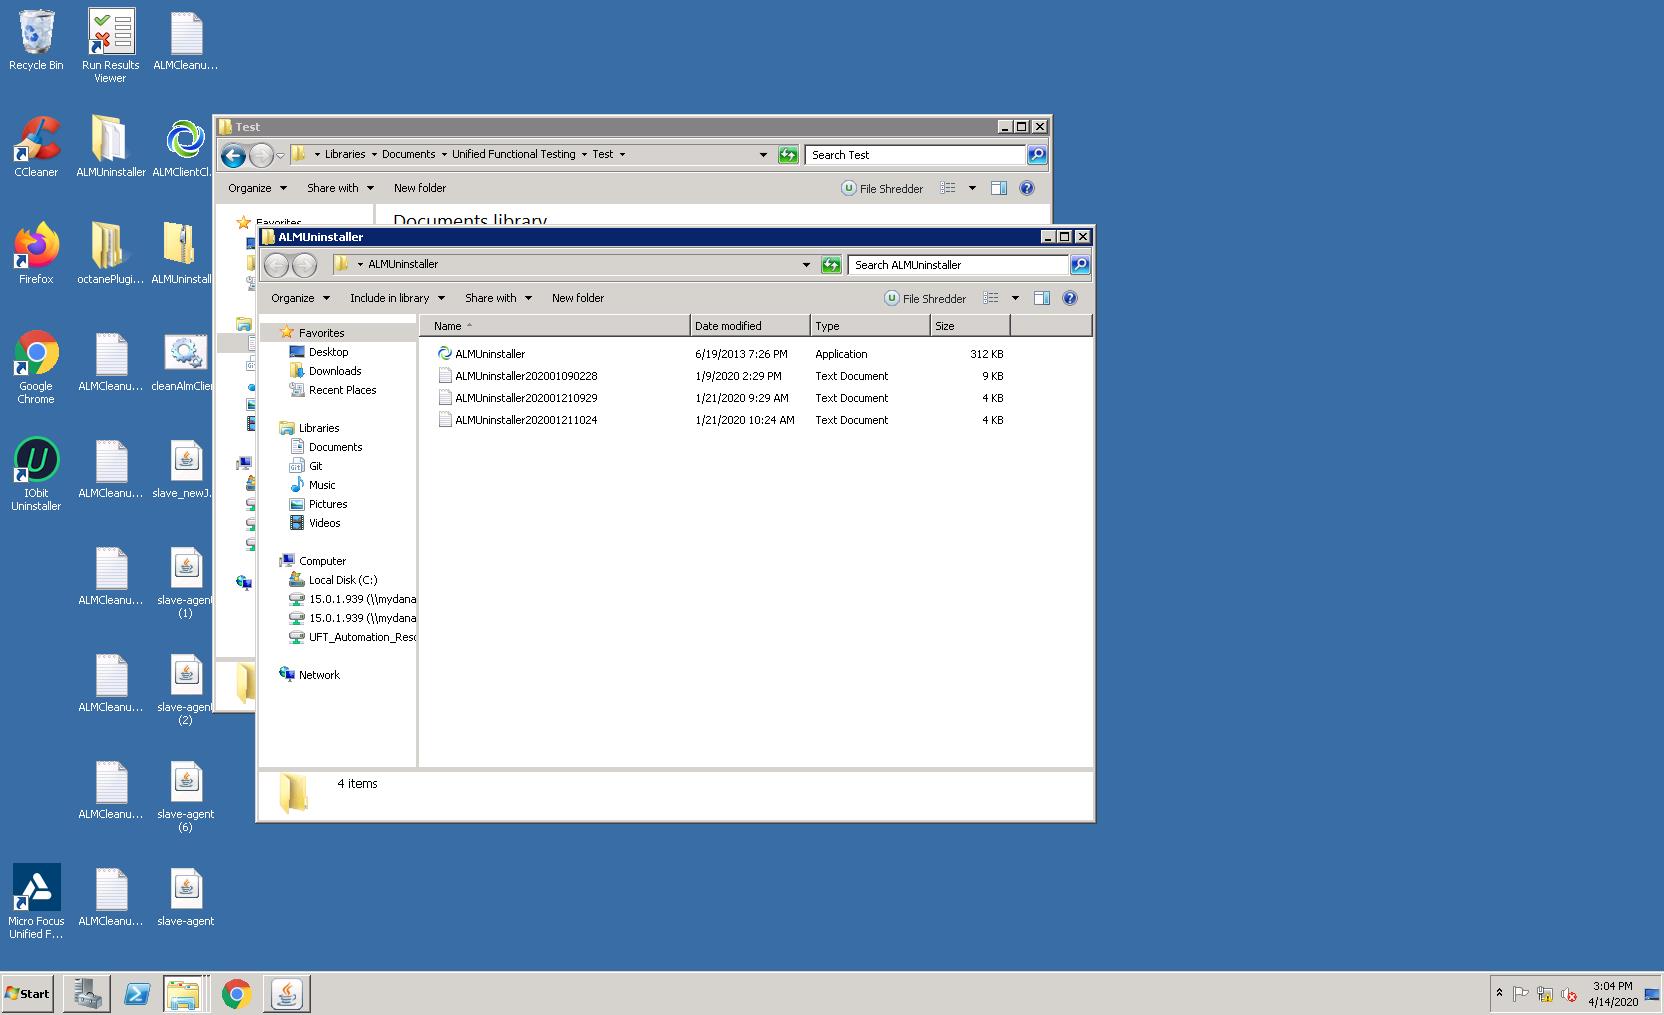 Recycle Bin
Run Results
Viewer
ALMCleanu...
CCleaner
ALMUninstaller
ALMClientCl.
Firefox
octanePlugi...
ALMUninstall
Google
Chrome
ALMCleanu...
cleanAlmClie
IObit
Uninstaller
ALMCleanu...
slave_newJ.
ALMCleanu...
slave-agent
(1)
ALMCleanu...
slave-agent
(2)
ALMCleanu...
slave-agent
(6)
Micro Focus
Unified F...
ALMCleanu...
slave-agent
Test
Libraries Documents Unified Functional Testing Test
Search Test
Organize Share with New folder File Shredder
Favorites
Documents library
ALMUninstaller
ALMUninstaller
Search ALMUninstaller
Organize Include in library Share with New folder File Shredder
Favorites
Desktop
Downloads
Recent Places
Libraries
Documents
Git
Music
Pictures
Videos
Computer
Local Disk (C:)
15.0.1.939 (\\mydana
15.0.1.939 (\\mydana
UFT_Automation_Reso
Network
Name Date modified Type Size
ALMUninstaller 6/19/2013 7:26 PM Application 312 KB
ALMUninstaller202001090228 1/9/2020 2:29 PM Text Document 9 KB
ALMUninstaller202001210929 1/21/2020 9:29 AM Text Document 4 KB
ALMUninstaller202001211024 1/21/2020 10:24 AM Text Document 4 KB
4 items
Start
3:04 PM
4/14/2020